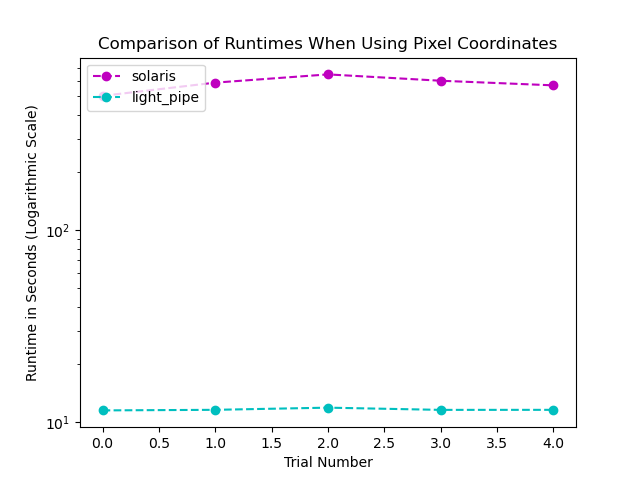 Comparison of Runtimes When Using Pixel Coordinates
solaris
light_pipe
Runtime in Seconds (Logarithmic Scale)
10²
10¹
0.0 0.5 1.0 1.5 2.0 2.5 3.0 3.5 4.0
Trial Number